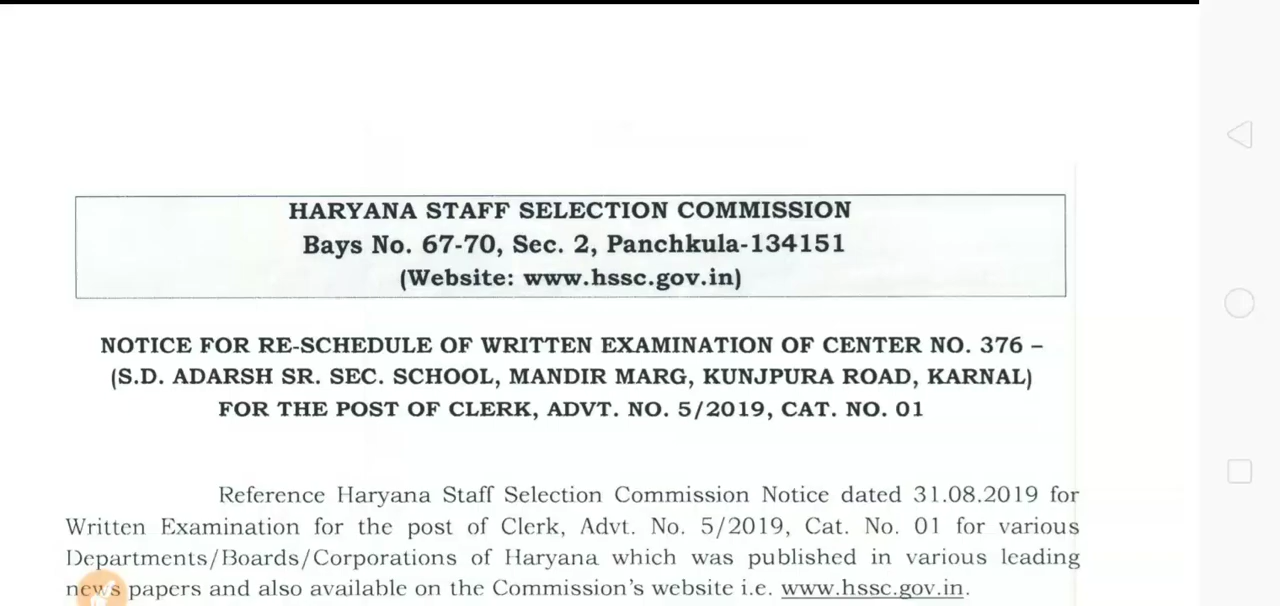 HARYANA STAFF SELECTION COMMISSION
Bays No. 67-70, Sec. 2, Panchkula-134151
(Website: www.hssc.gov.in)
NOTICE FOR RE-SCHEDULE OF WRITTEN EXAMINATION OF CENTER NO. 376 –
(S.D. ADARSH SR. SEC. SCHOOL, MANDIR MARG, KUNJPURA ROAD, KARNAL)
FOR THE POST OF CLERK, ADVT. NO. 5/2019, CAT. NO. 01
Reference Haryana Staff Selection Commission Notice dated 31.08.2019 for
Written Examination for the post of Clerk, Advt. No. 5/2019, Cat. No. 01 for various
Departments/Boards/Corporations of Haryana which was published in various leading
news papers and also available on the Commission's website i.e. www.hssc.gov.in.